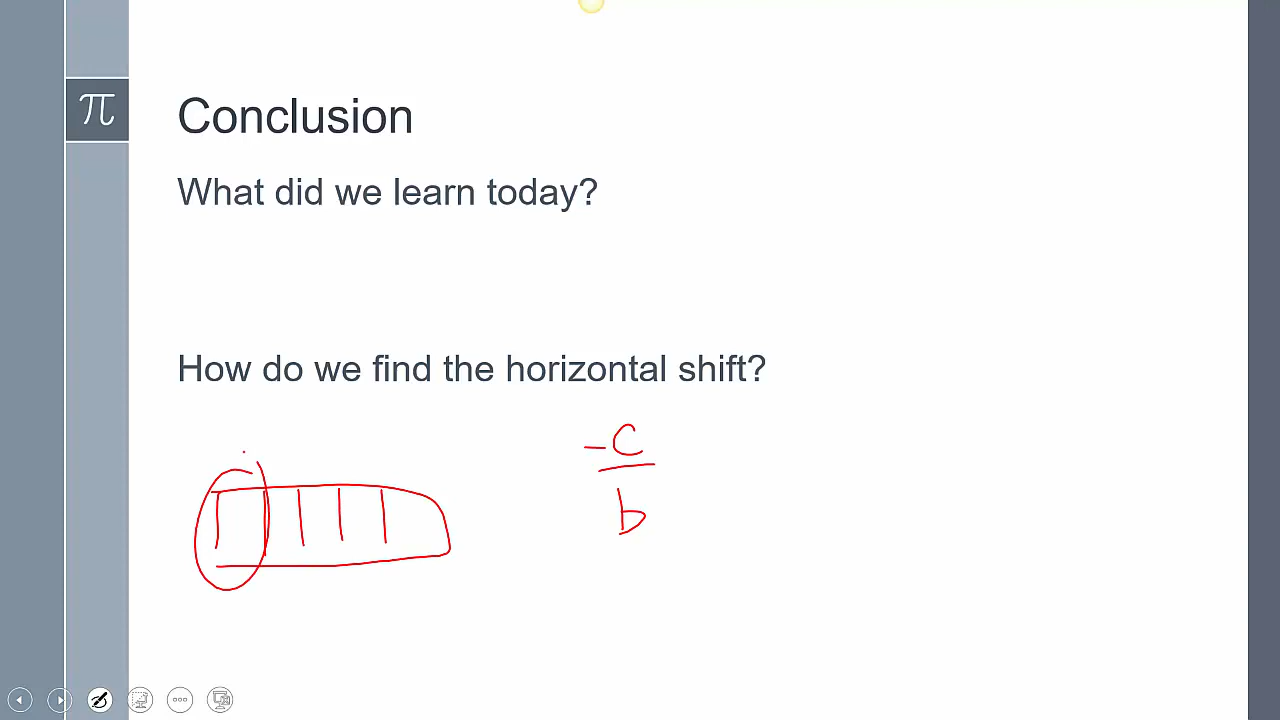 π
Conclusion
What did we learn today?
How do we find the horizontal shift?
-c
b